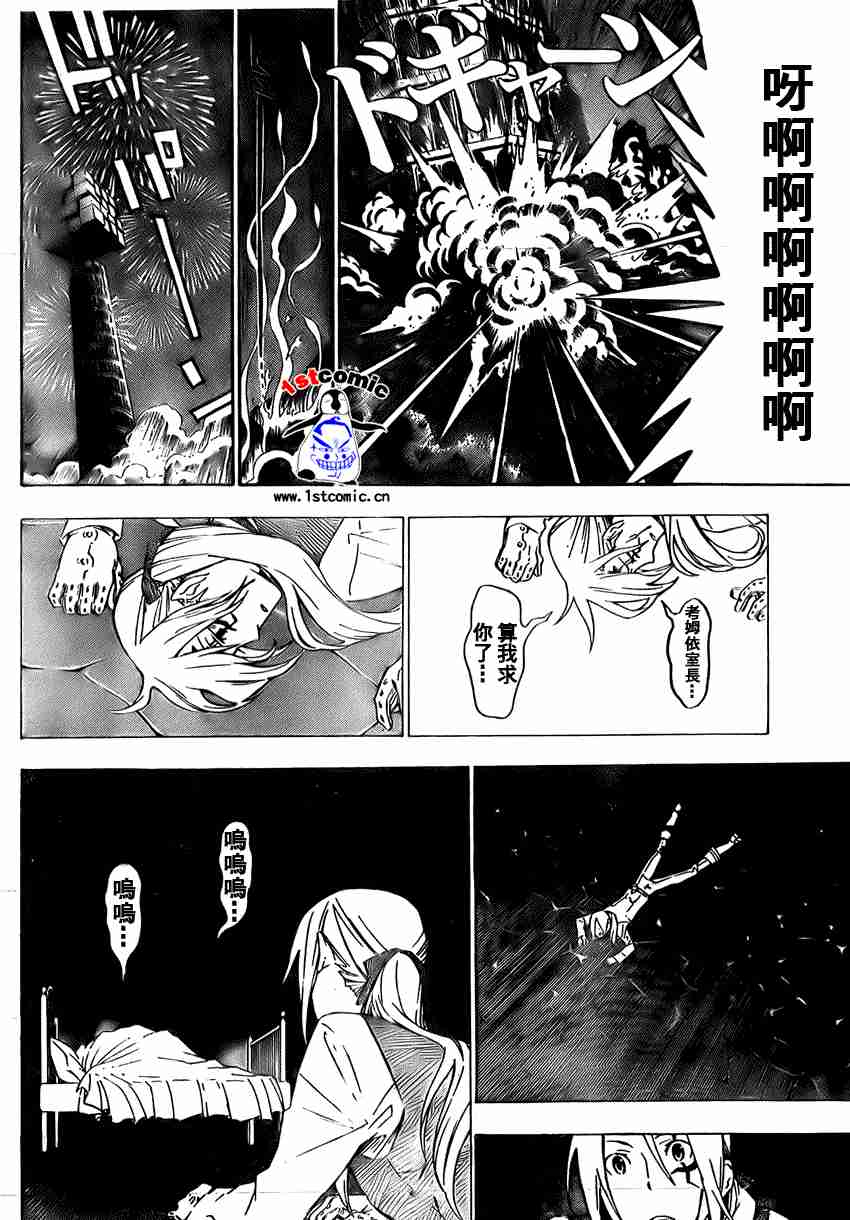 呀啊啊啊啊啊啊
ドギャーン
ドッ
パーン
1stcomic
www.1stcomic.cn
考姆依室長…
算我求
你了…
嗚嗚嗚…
嗚嗚…